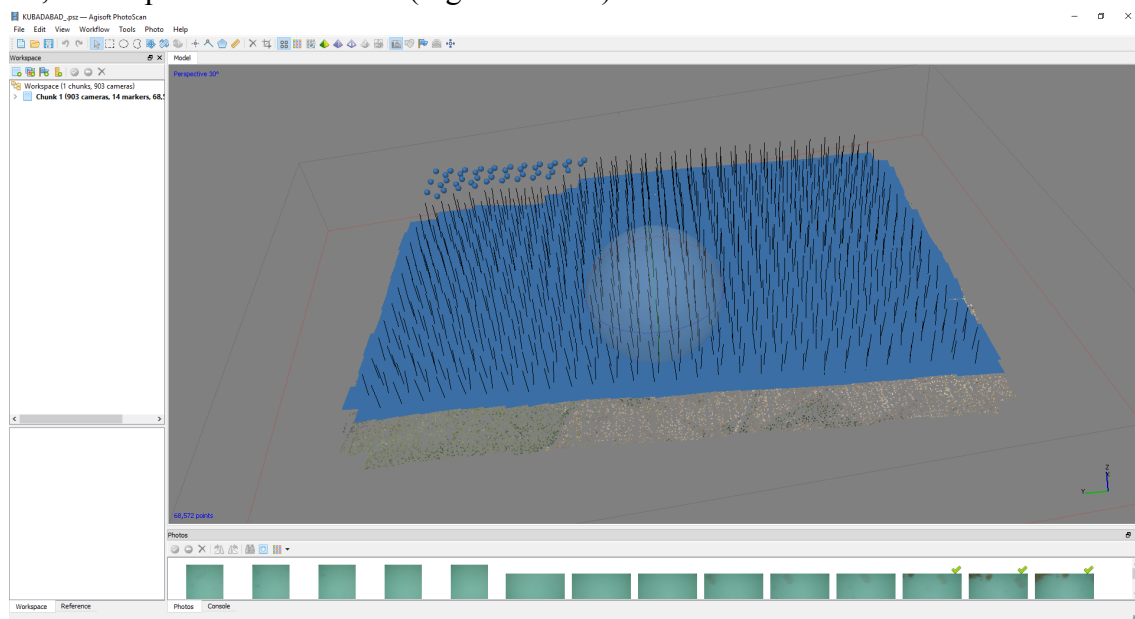 KUBADABAD_.psz — Agisoft PhotoScan
File Edit View Workflow Tools Photo Help
Workspace
Model
Workspace (1 chunks, 903 cameras)
Chunk 1 (903 cameras, 14 markers, 68,5
Perspective 30°
Z
X
Y
68,572 points
Photos
Workspace Reference
Photos Console